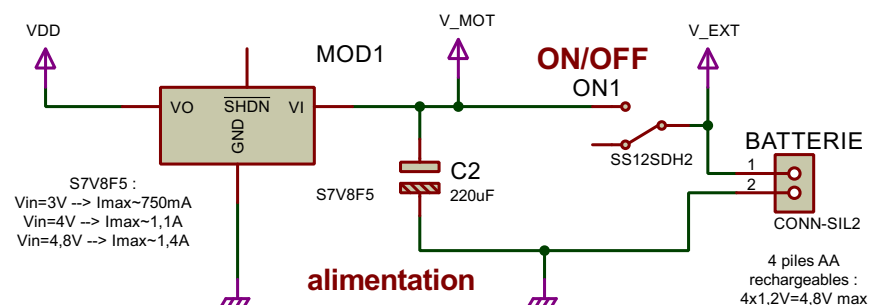 VDD
MOD1
V_MOT
ON/OFF
ON1
V_EXT
VO
SHDN
VI
GND
SS12SDH2
BATTERIE
1
2
CONN-SIL2
C2
220uF
S7V8F5
S7V8F5 :
Vin=3V --> Imax~750mA
Vin=4V --> Imax~1,1A
Vin=4,8V --> Imax~1,4A
alimentation
4 piles AA
rechargeables :
4x1,2V=4,8V max